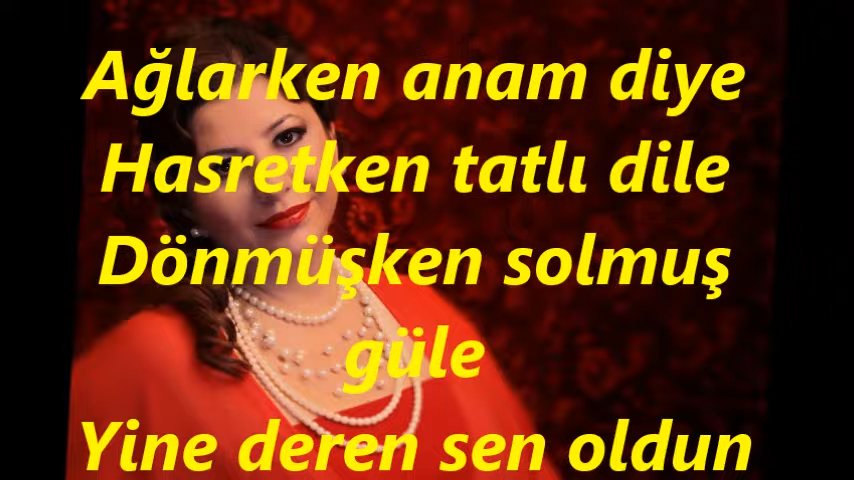 Ağlarken anam diye
Hasretken tatlı dile
Dönmüşken solmuş
güle
Yine deren sen oldun